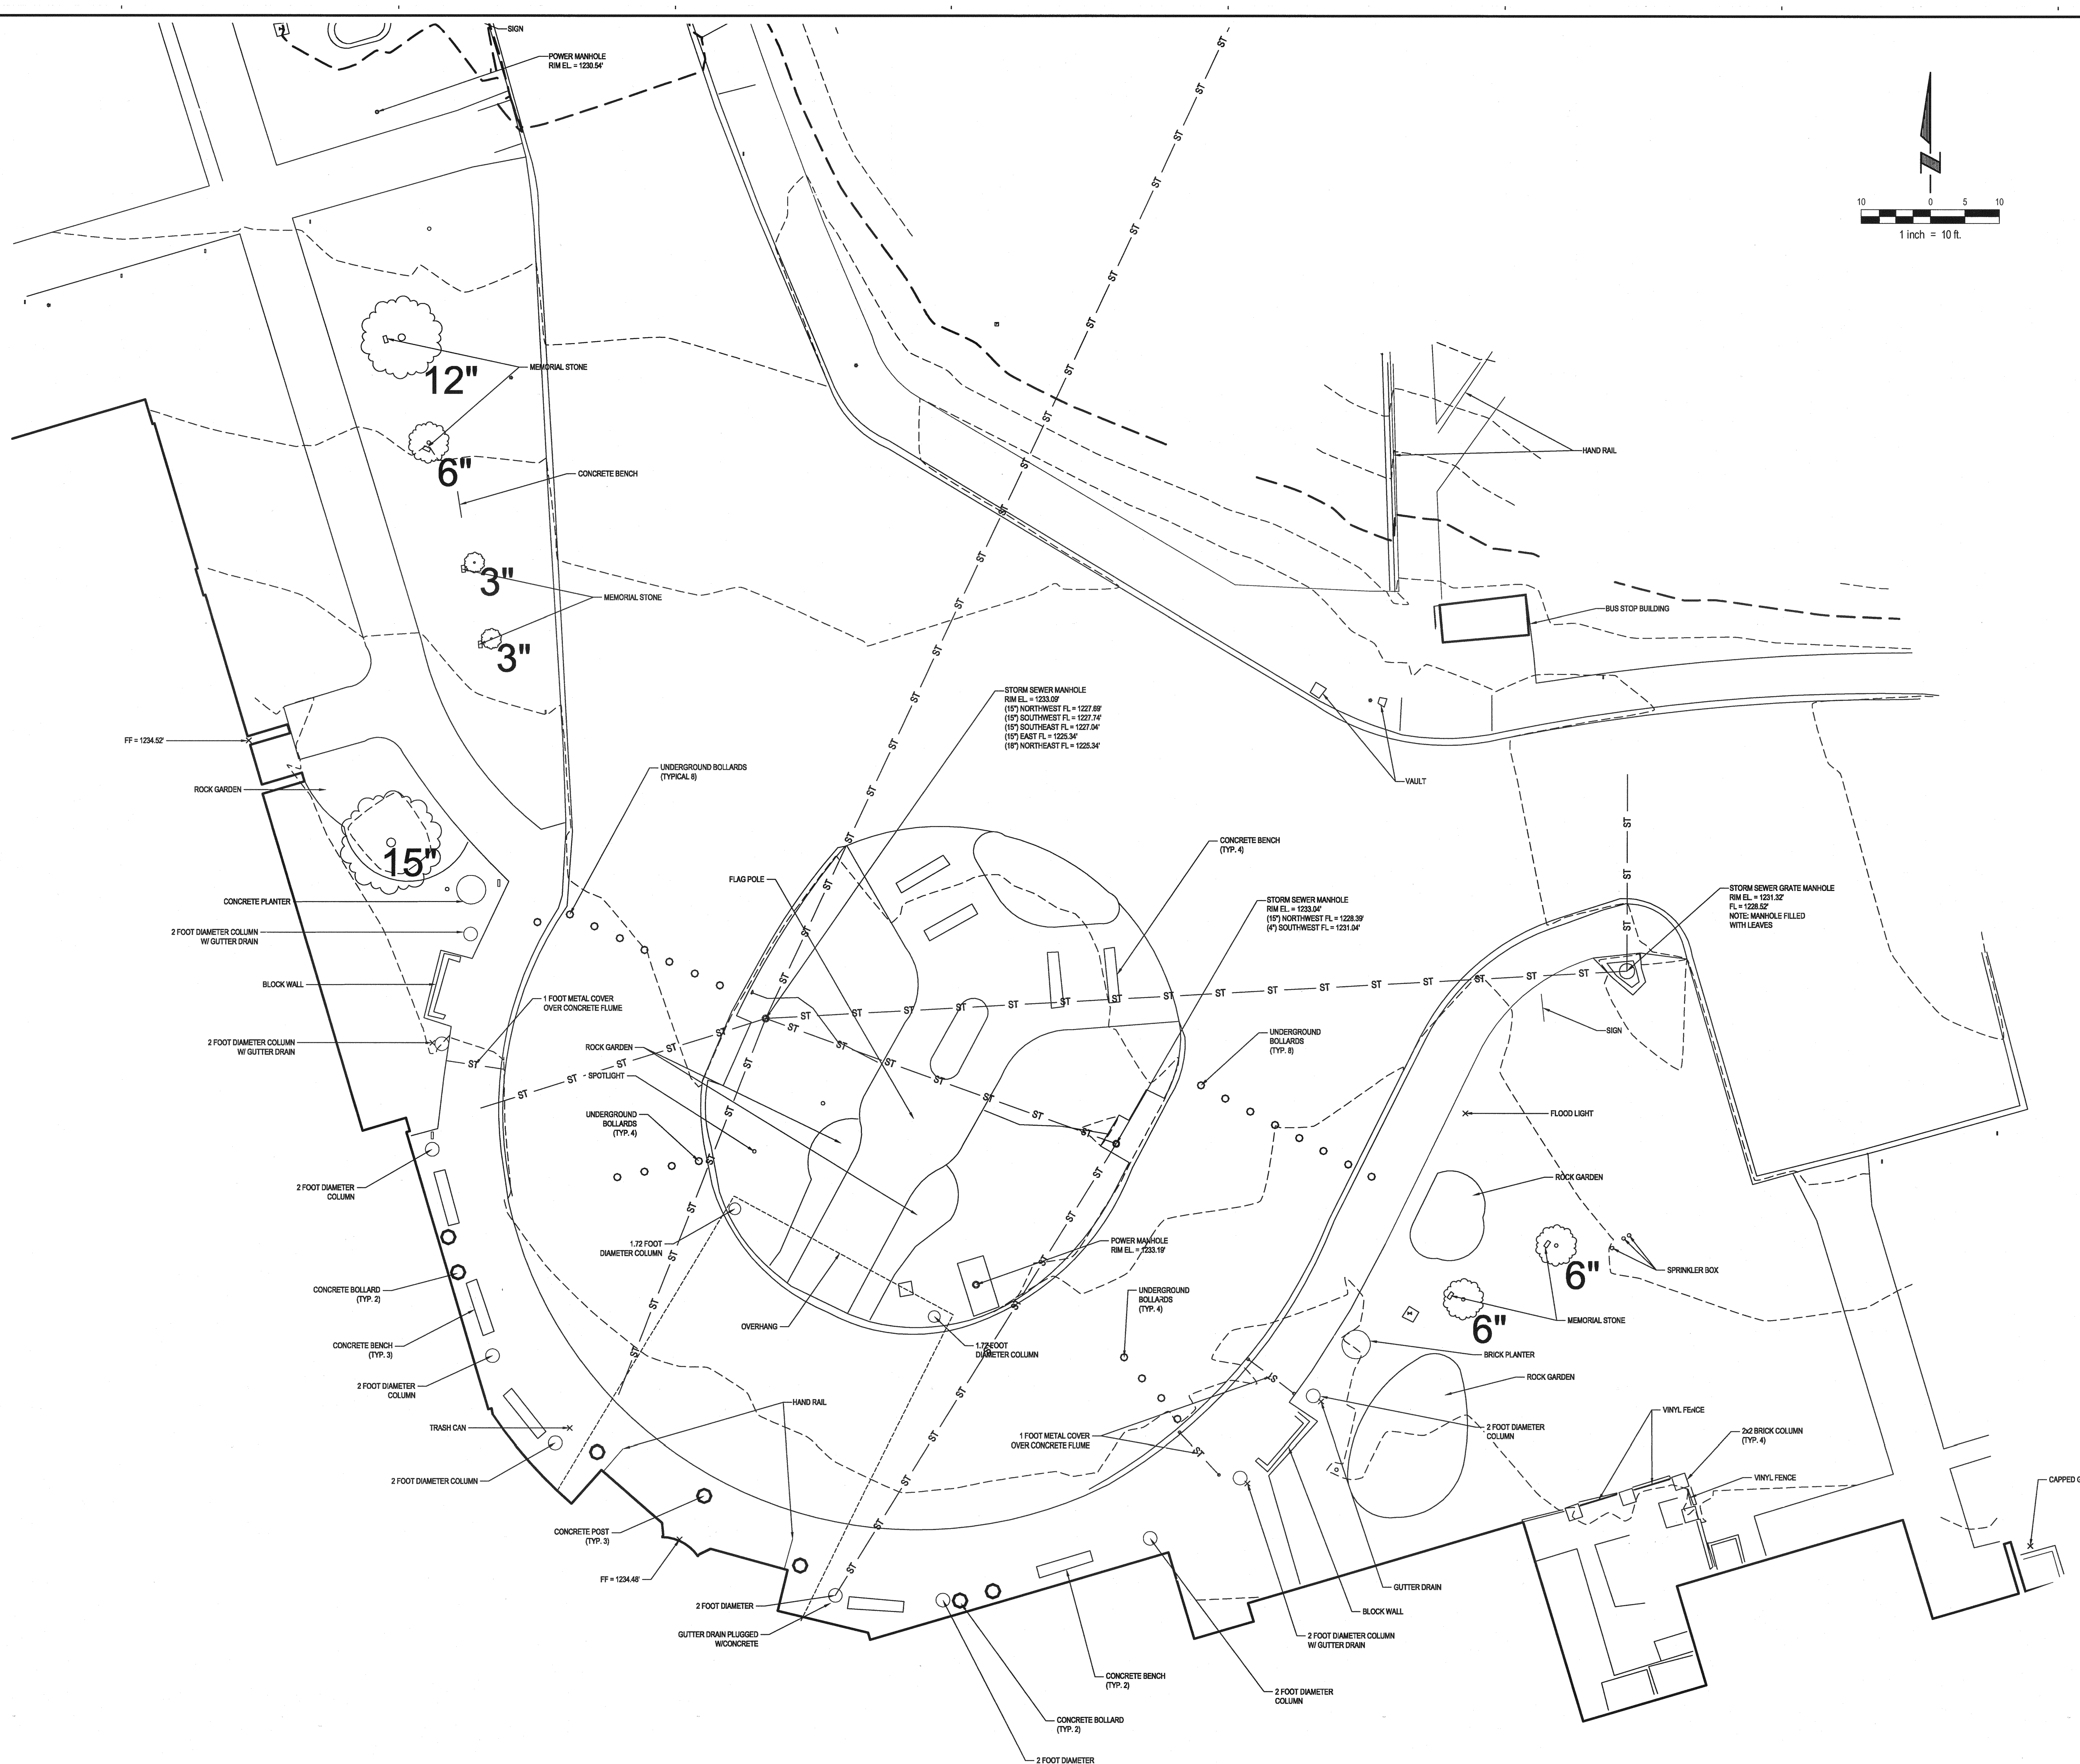 SIGN
POWER MANHOLE
RIM EL. = 1230.54'
10 0 5 10
1 inch = 10 ft.
12"
MEMORIAL STONE
6"
CONCRETE BENCH
HAND RAIL
3"
MEMORIAL STONE
3"
BUS STOP BUILDING
STORM SEWER MANHOLE
RIM EL. = 1233.09'
(15") NORTHWEST FL = 1227.69'
(15") SOUTHWEST FL = 1227.74'
(15") SOUTHEAST FL = 1227.04'
(15") EAST FL = 1225.34'
(18") NORTHEAST FL = 1225.34'
FF = 1234.52'
UNDERGROUND BOLLARDS
(TYPICAL 8)
VAULT
ROCK GARDEN
15"
FLAG POLE
CONCRETE BENCH
(TYP. 4)
CONCRETE PLANTER
STORM SEWER MANHOLE
RIM EL. = 1233.04'
(15") NORTHWEST FL = 1228.39'
(4") SOUTHWEST FL = 1231.04'
STORM SEWER GRATE MANHOLE
RIM EL. = 1231.32'
FL = 1228.52'
NOTE: MANHOLE FILLED
WITH LEAVES
2 FOOT DIAMETER COLUMN
W/ GUTTER DRAIN
BLOCK WALL
1 FOOT METAL COVER
OVER CONCRETE FLUME
2 FOOT DIAMETER COLUMN
W/ GUTTER DRAIN
ROCK GARDEN
SPOTLIGHT
UNDERGROUND
BOLLARDS
(TYP. 8)
SIGN
UNDERGROUND
BOLLARDS
(TYP. 4)
FLOOD LIGHT
2 FOOT DIAMETER
COLUMN
ROCK GARDEN
1.72 FOOT
DIAMETER COLUMN
POWER MANHOLE
RIM EL. = 1233.19'
6"
SPRINKLER BOX
CONCRETE BOLLARD
(TYP. 2)
UNDERGROUND
BOLLARDS
(TYP. 4)
6"
MEMORIAL STONE
OVERHANG
CONCRETE BENCH
(TYP. 3)
1.72 FOOT
DIAMETER COLUMN
BRICK PLANTER
2 FOOT DIAMETER
COLUMN
ROCK GARDEN
HAND RAIL
TRASH CAN
1 FOOT METAL COVER
OVER CONCRETE FLUME
2 FOOT DIAMETER
COLUMN
VINYL FENCE
2x2 BRICK COLUMN
(TYP. 4)
2 FOOT DIAMETER COLUMN
VINYL FENCE
CAPPED G
CONCRETE POST
(TYP. 3)
FF = 1234.48'
GUTTER DRAIN
2 FOOT DIAMETER
BLOCK WALL
GUTTER DRAIN PLUGGED
W/CONCRETE
2 FOOT DIAMETER COLUMN
W/ GUTTER DRAIN
CONCRETE BENCH
(TYP. 2)
2 FOOT DIAMETER
COLUMN
CONCRETE BOLLARD
(TYP. 2)
2 FOOT DIAMETER